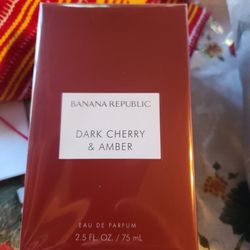 BANANA REPUBLIC
DARK CHERRY
& AMBER
EAU DE PARFUM
2.5 FL. OZ. / 75 mL